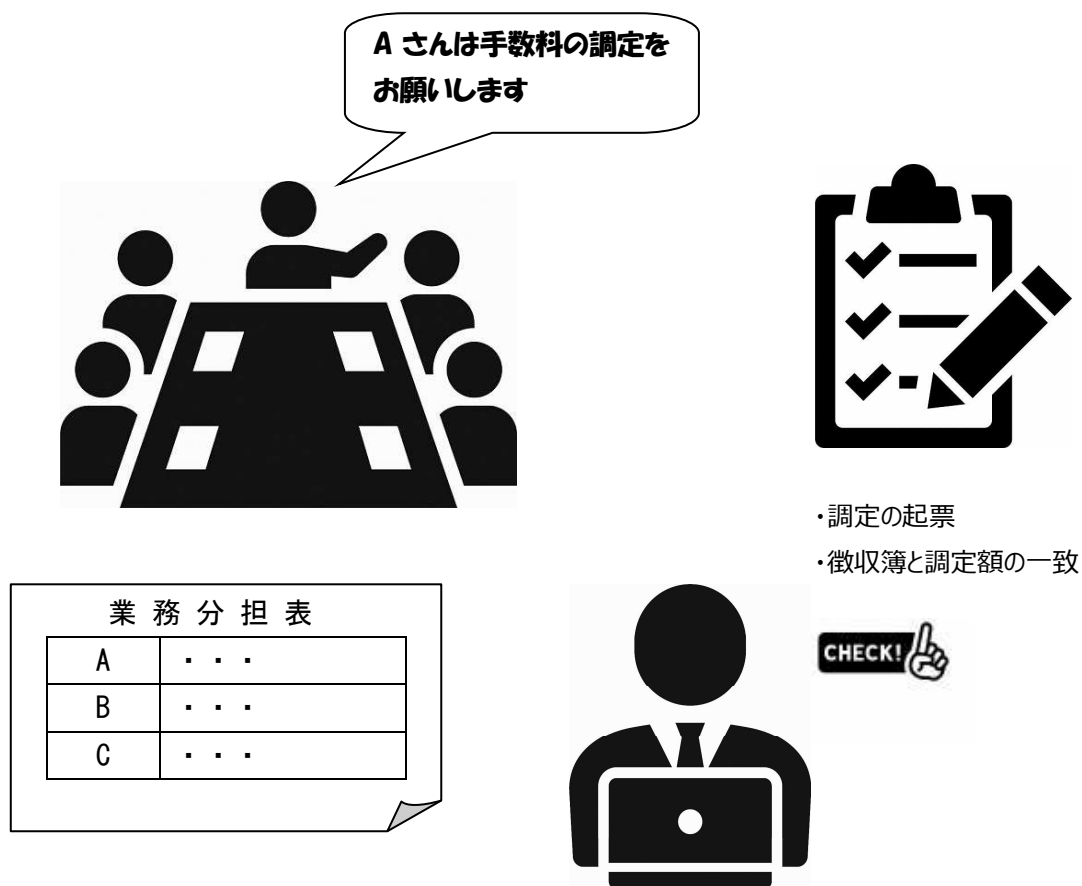 A さんは手数料の調定を
お願いします
・調定の起票
・徴収簿と調定額の一致
CHECK!
業務分担表
A ・・・
B ・・・
C ・・・